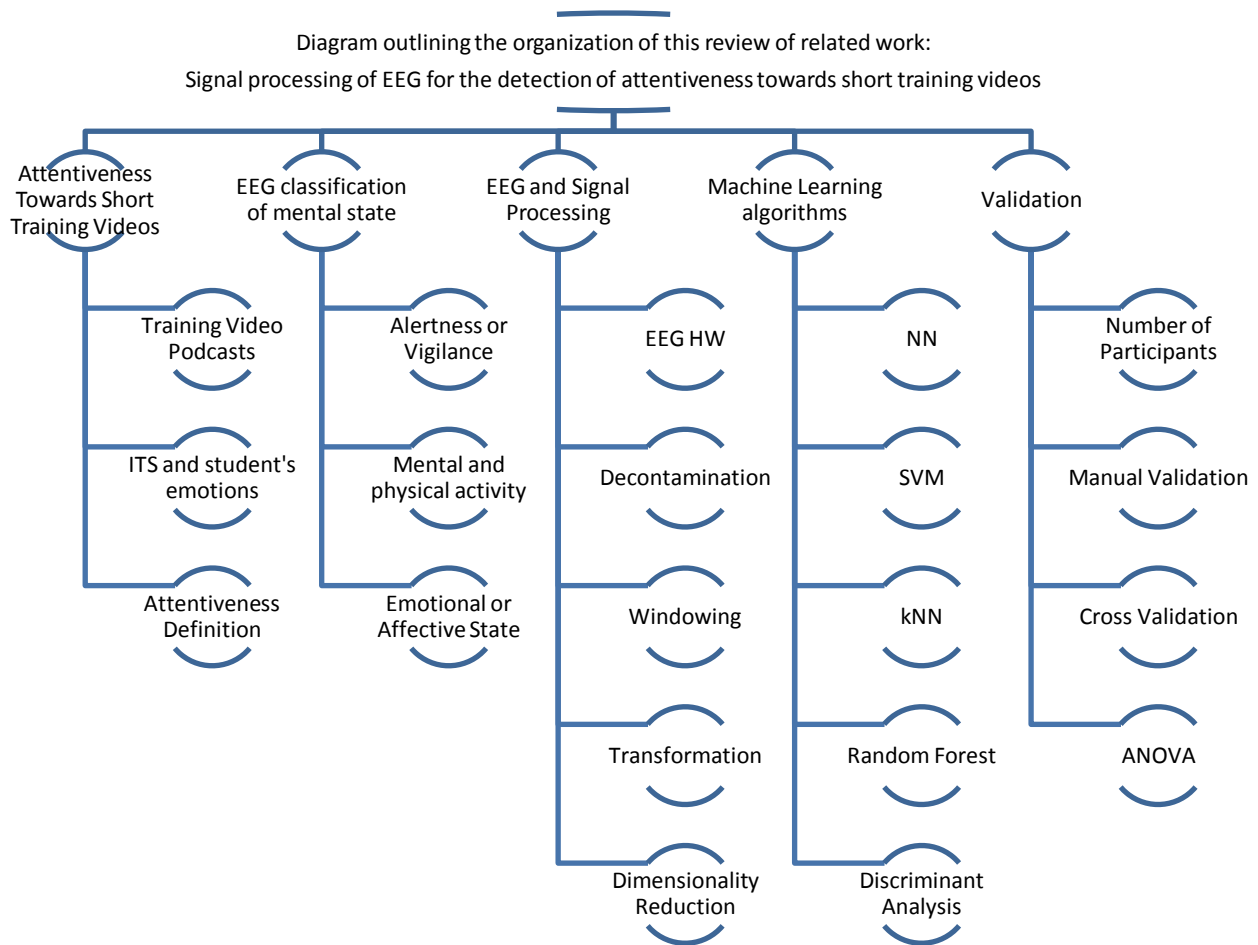 Diagram outlining the organization of this review of related work:
Signal processing of EEG for the detection of attentiveness towards short training videos
Attentiveness
Towards Short
Training Videos
Training Video
Podcasts
ITS and student's
emotions
Attentiveness
Definition
EEG classification
of mental state
Alertness or
Vigilance
Mental and
physical activity
Emotional or
Affective State
EEG and Signal
Processing
EEG HW
Decontamination
Windowing
Transformation
Dimensionality
Reduction
Machine Learning
algorithms
NN
SVM
kNN
Random Forest
Discriminant
Analysis
Validation
Number of
Participants
Manual Validation
Cross Validation
ANOVA